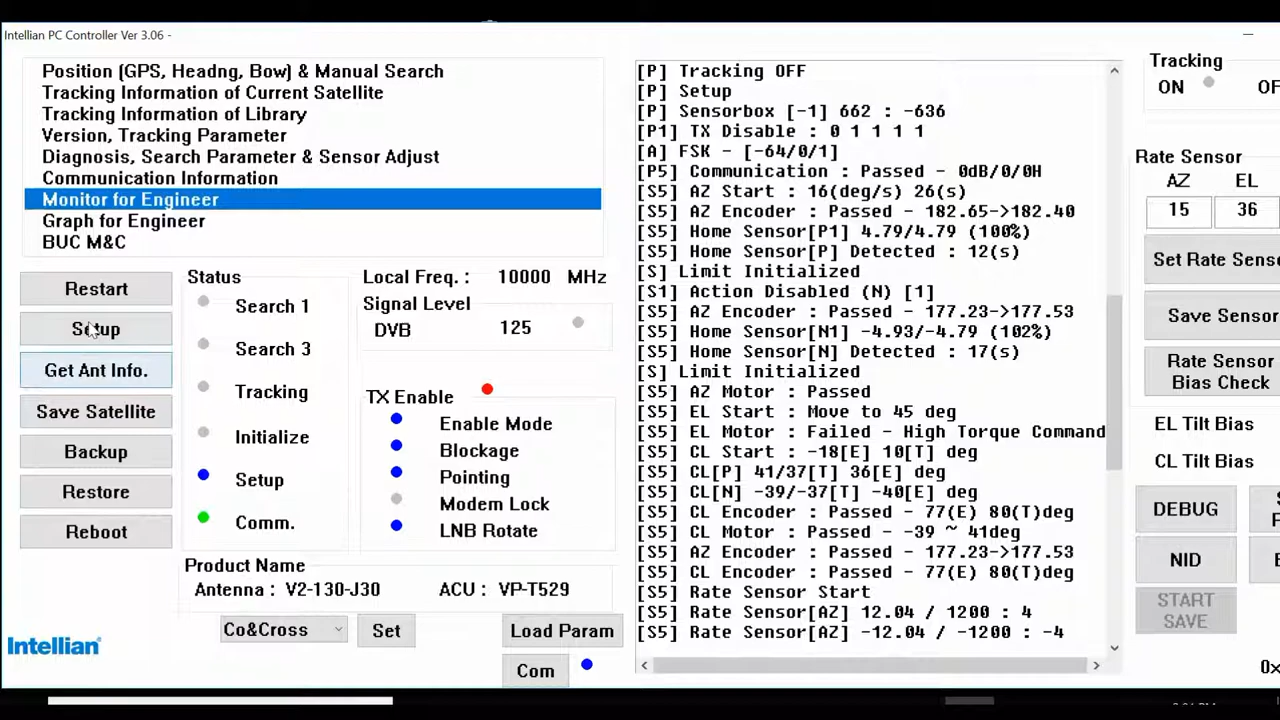 Intellian PC Controller Ver 3.06 -
Position (GPS, Headng, Bow) & Manual Search
Tracking Information of Current Satellite
Tracking Information of Library
Version, Tracking Parameter
Diagnosis, Search Parameter & Sensor Adjust
Communication Information
Monitor for Engineer
Graph for Engineer
BUC M&C
Restart
Setup
Get Ant Info.
Save Satellite
Backup
Restore
Reboot
Status
Search 1
Search 3
Tracking
Initialize
Setup
Comm.
Local Freq. : 10000 MHz
Signal Level
DVB 125
TX Enable
Enable Mode
Blockage
Pointing
Modem Lock
LNB Rotate
Product Name
Antenna : V2-130-J30 ACU : VP-T529
Co&Cross Set Load Param
Com
Intellian
[P] Tracking OFF
[P] Setup
[P] Sensorbox [-1] 662 : -636
[P1] TX Disable : 0 1 1 1 1
[A] FSK - [-64/0/1]
[P5] Communication : Passed - 0dB/0/0H
[S5] AZ Start : 16(deg/s) 26(s)
[S5] AZ Encoder : Passed - 182.65->182.40
[S5] Home Sensor[P1] 4.79/4.79 (100%)
[S5] Home Sensor[P] Detected : 12(s)
[S] Limit Initialized
[S1] Action Disabled (N) [1]
[S5] AZ Encoder : Passed - 177.23->177.53
[S5] Home Sensor[N1] -4.93/-4.79 (102%)
[S5] Home Sensor[N] Detected : 17(s)
[S] Limit Initialized
[S5] AZ Motor : Passed
[S5] EL Start : Move to 45 deg
[S5] EL Motor : Failed - High Torque Command
[S5] CL Start : -18[E] 10[T] deg
[S5] CL[P] 41/37[T] 36[E] deg
[S5] CL[N] -39/-37[T] -40[E] deg
[S5] CL Encoder : Passed - 77(E) 80(T)deg
[S5] CL Motor : Passed - -39 ~ 41deg
[S5] AZ Encoder : Passed - 177.23->177.53
[S5] CL Encoder : Passed - 77(E) 80(T)deg
[S5] Rate Sensor Start
[S5] Rate Sensor[AZ] 12.04 / 1200 : 4
[S5] Rate Sensor[AZ] -12.04 / -1200 : -4
Tracking
ON OF
Rate Sensor
AZ EL
15 36
Set Rate Senso
Save Sensor
Rate Sensor
Bias Check
EL Tilt Bias
CL Tilt Bias
DEBUG
NID
START
SAVE
0x